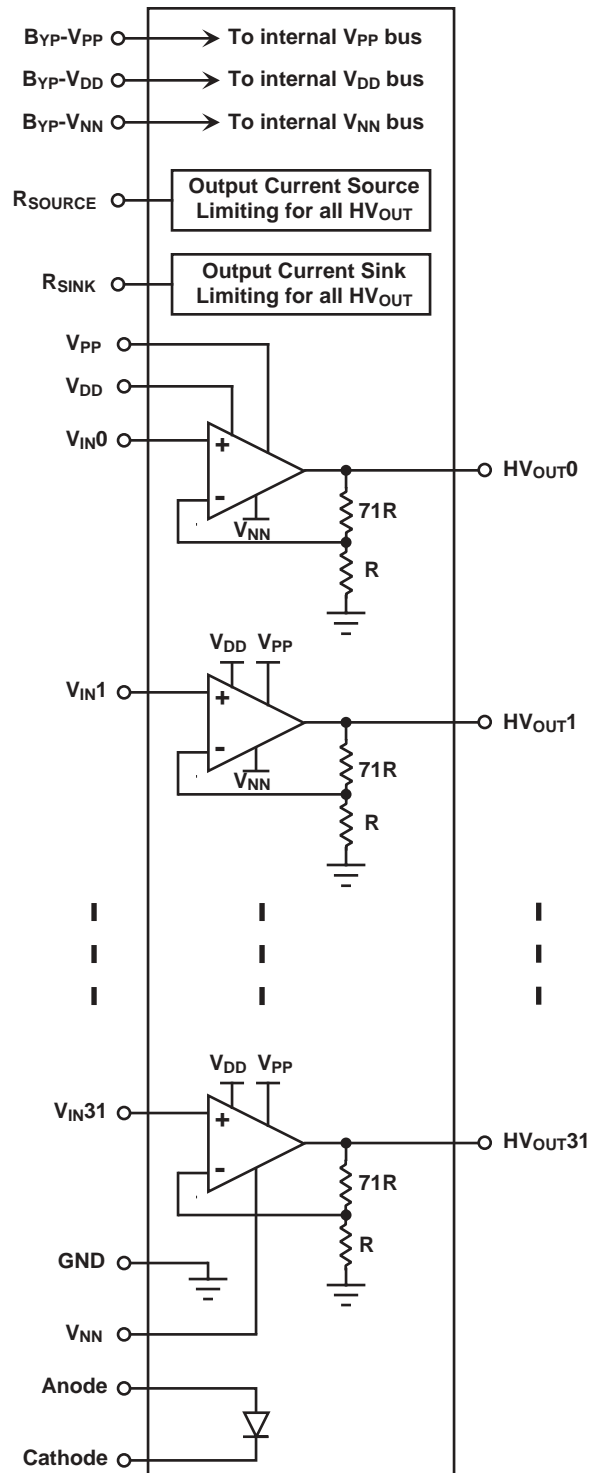 BYP-VPP To internal VPP bus
BYP-VDD To internal VDD bus
BYP-VNN To internal VNN bus
RSOURCE
Output Current Source
Limiting for all HVOUT
RSINK
Output Current Sink
Limiting for all HVOUT
VPP
VDD
VIN0
+
-
VNN
71R
R
HVOUT0
VDD VPP
VIN1
+
-
VNN
71R
R
HVOUT1
VDD VPP
VIN31
+
-
71R
R
HVOUT31
GND
VNN
Anode
Cathode